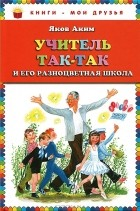 КНИГИ - МОИ ДРУЗЬЯ
Яков Аким
УЧИТЕЛЬ
ТАК-ТАК
И ЕГО РАЗНОЦВЕТНАЯ ШКОЛА